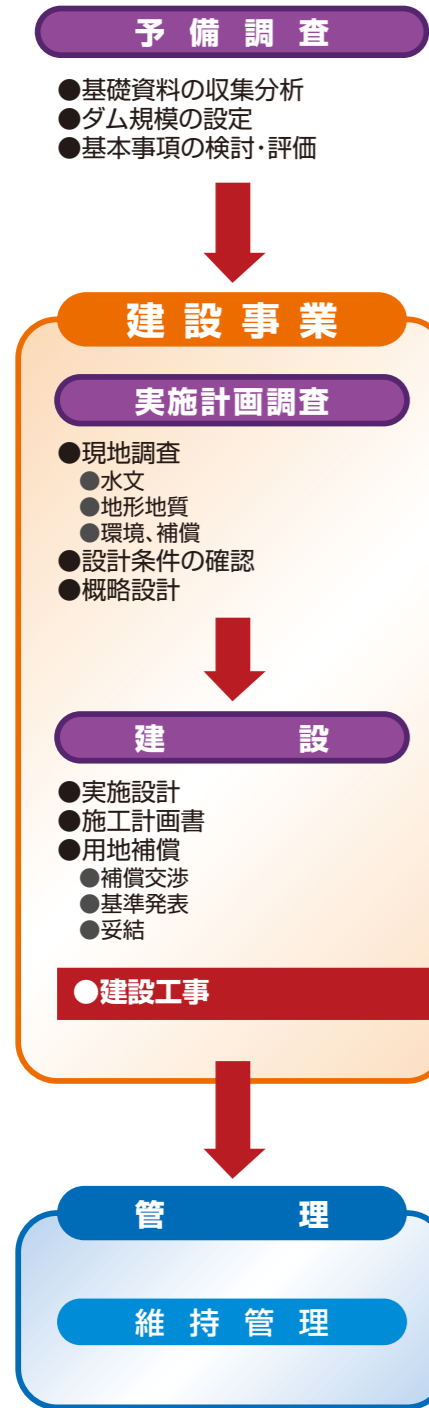 予備調査
●基礎資料の収集分析
●ダム規模の設定
●基本事項の検討・評価
建設事業
実施計画調査
●現地調査
●水文
●地形地質
●環境、補償
●設計条件の確認
●概略設計
建設
●実施設計
●施工計画書
●用地補償
●補償交渉
●基準発表
●妥結
●建設工事
管理
維持管理